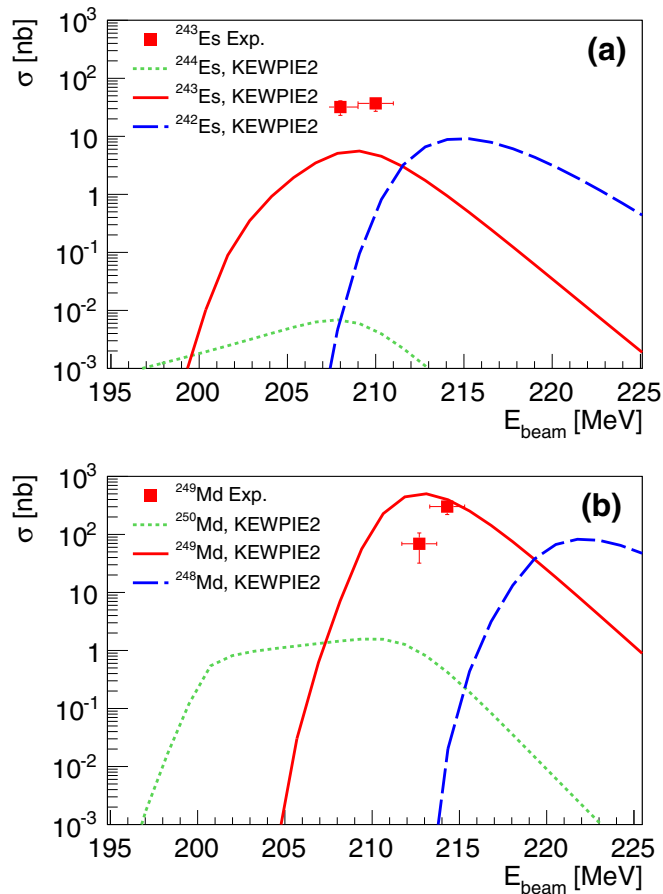 (a)
σ [nb]
²⁴³Es Exp.
²⁴⁴Es, KEWPIE2
²⁴³Es, KEWPIE2
²⁴²Es, KEWPIE2
10³
10²
10
1
10⁻¹
10⁻²
10⁻³
195 200 205 210 215 220 225
E_beam [MeV]
(b)
σ [nb]
²⁴⁹Md Exp.
²⁵⁰Md, KEWPIE2
²⁴⁹Md, KEWPIE2
²⁴⁸Md, KEWPIE2
10³
10²
10
1
10⁻¹
10⁻²
10⁻³
195 200 205 210 215 220 225
E_beam [MeV]